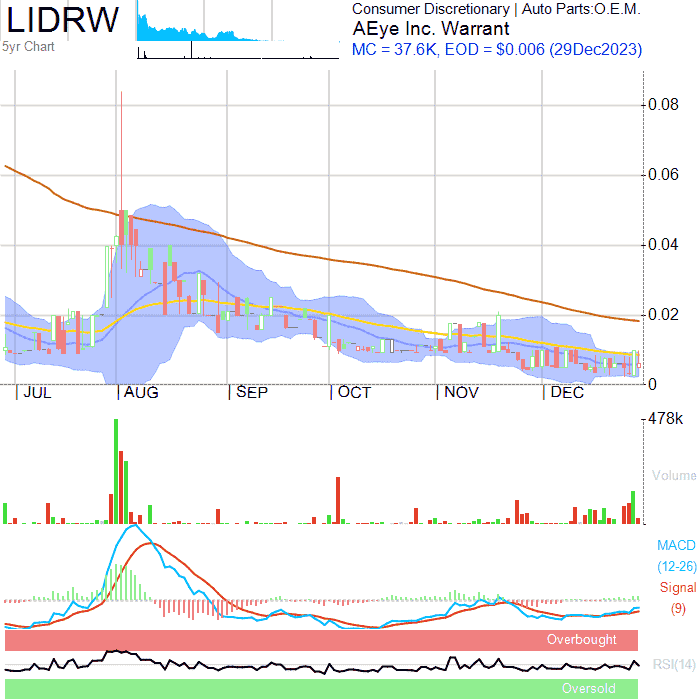 LIDRW
5yr Chart
Consumer Discretionary | Auto Parts:O.E.M.
AEye Inc. Warrant
MC = 37.6K, EOD = $0.006 (29Dec2023)
0.08
0.06
0.04
0.02
0
JUL AUG SEP OCT NOV DEC
478k
Volume
MACD
(12-26)
Signal
(9)
Overbought
RSI(14)
Oversold